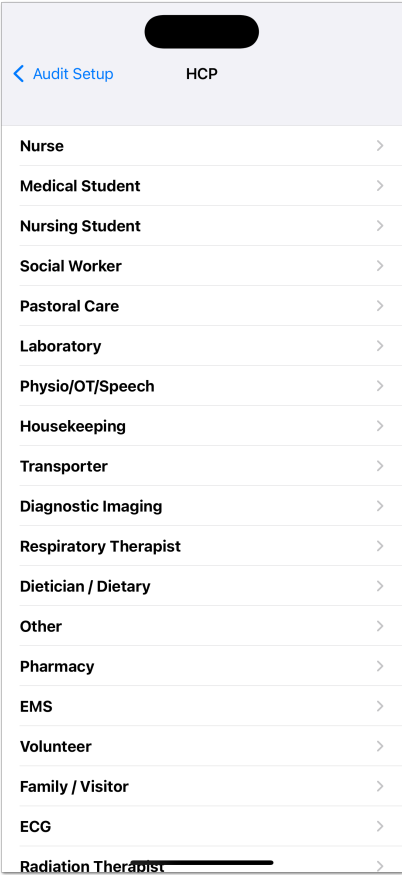 Audit Setup
HCP
Nurse
Medical Student
Nursing Student
Social Worker
Pastoral Care
Laboratory
Physio/OT/Speech
Housekeeping
Transporter
Diagnostic Imaging
Respiratory Therapist
Dietician / Dietary
Other
Pharmacy
EMS
Volunteer
Family / Visitor
ECG
Radiation Therapist